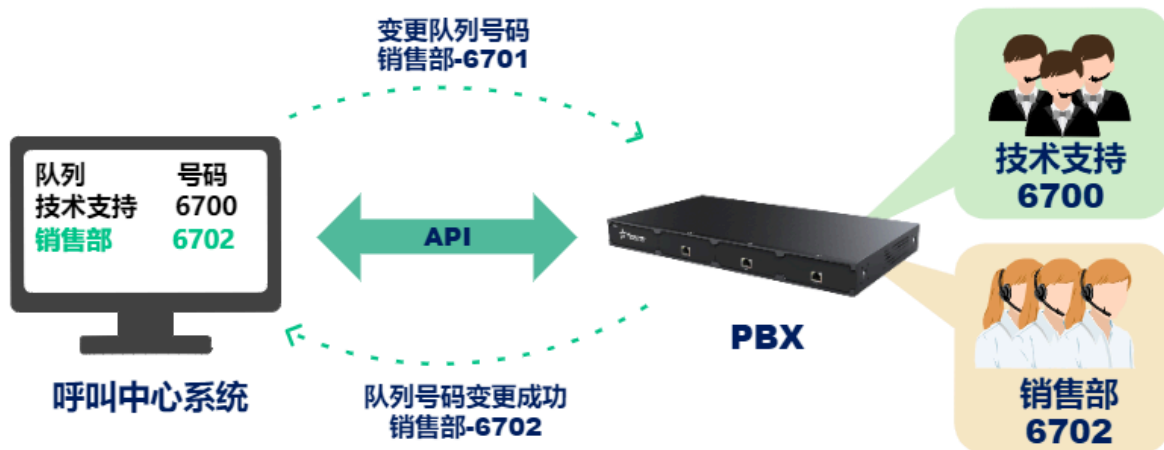 变更队列号码
销售部-6701
队列 号码
技术支持 6700
销售部 6702
API
PBX
技术支持
6700
销售部
6702
呼叫中心系统
队列号码变更成功
销售部-6702